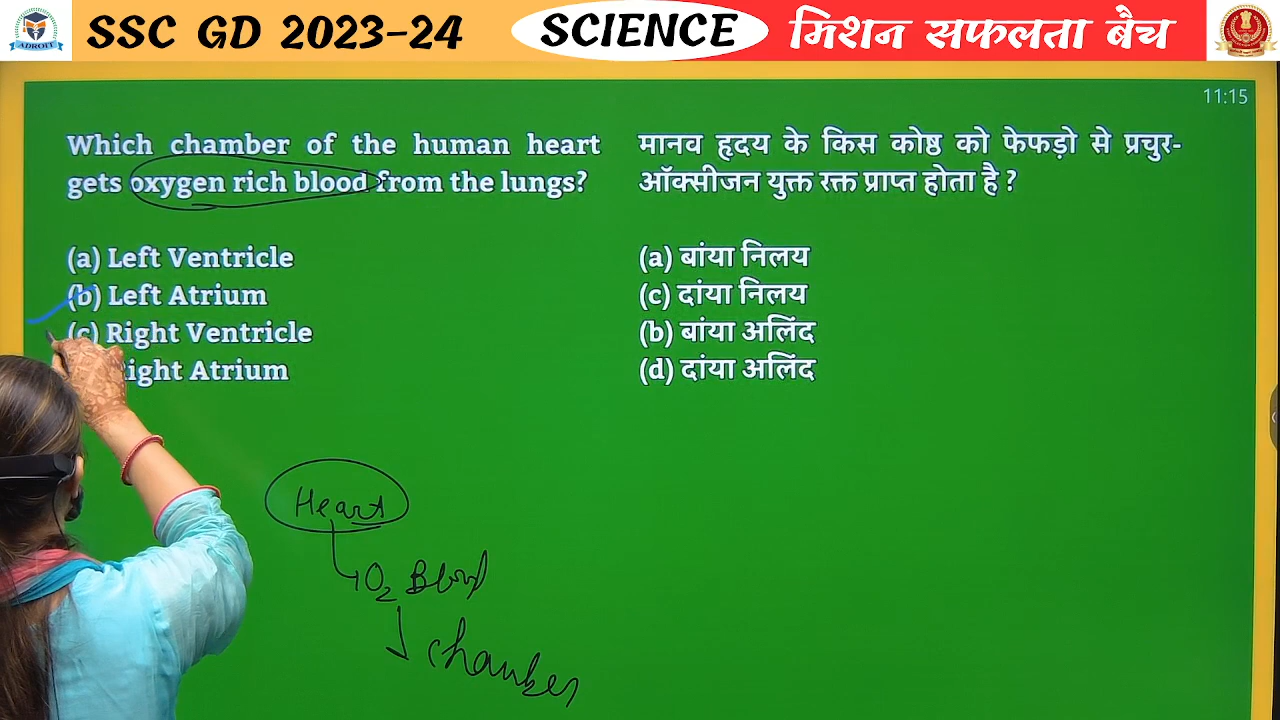 ADROIT
SSC GD 2023-24
SCIENCE
मिशन सफलता बैच
11:15
Which chamber of the human heart
gets oxygen rich blood from the lungs?
(a) Left Ventricle
(b) Left Atrium
(c) Right Ventricle
Right Atrium
मानव हृदय के किस कोष्ठ को फेफड़ो से प्रचुर-
ऑक्सीजन युक्त रक्त प्राप्त होता है ?
(a) बांया निलय
(c) दांया निलय
(b) बांया अलिंद
(d) दांया अलिंद
Heart
O₂ Blood
chamber